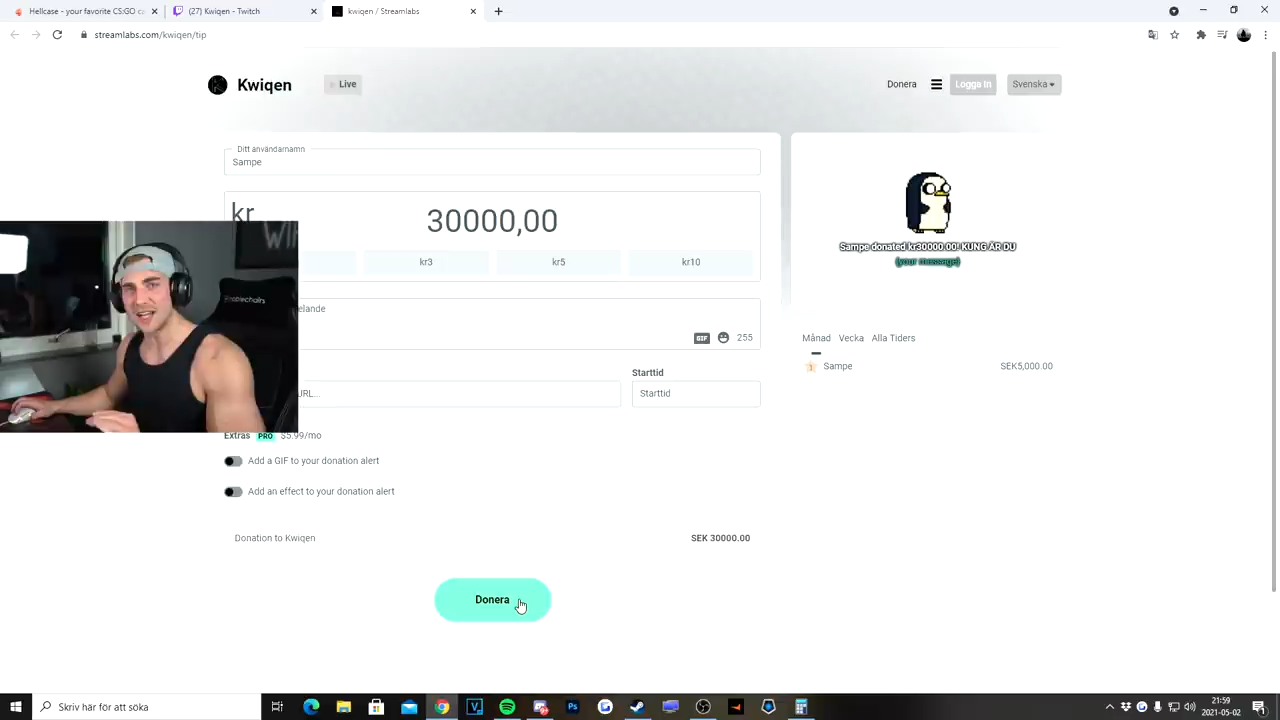 Hellcase - your favorite CS:GO c
(27) Kwiqen - Twitch
kwiqen / Streamlabs
streamlabs.com/kwiqen/tip
Kwiqen
Live
Donera
Logga in
Svenska
Ditt användarnamn
Sampe
kr
30000,00
kr3
kr5
kr10
elande
GIF
255
Starttid
URL...
Starttid
Extras PRO $5.99/mo
Add a GIF to your donation alert
Add an effect to your donation alert
Donation to Kwiqen
SEK 30000.00
Donera
Sampe donated kr30000.00! KUNG ÄR DU
(your message)
Månad Vecka Alla Tiders
1 Sampe SEK5,000.00
noblechairs
Skriv här för att söka
21:59
2021-05-02